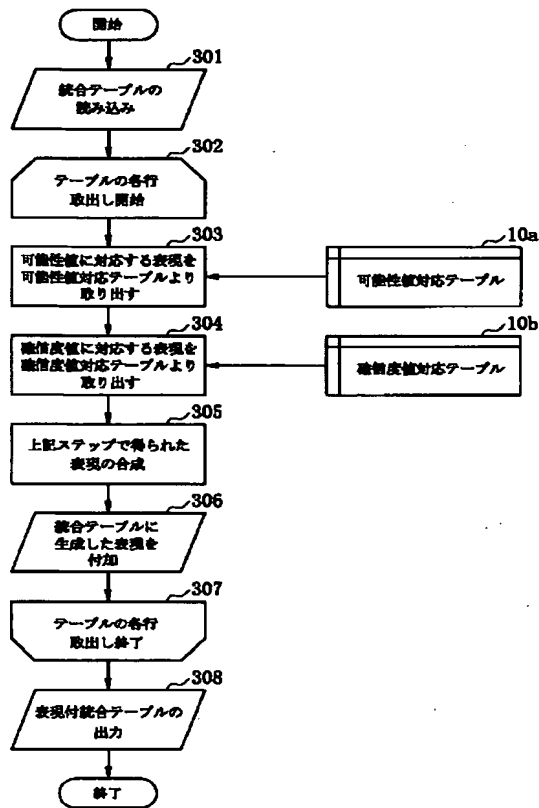 開始
301
統合テーブルの
読み込み
302
テーブルの各行
取出し開始
303
可能性値に対応する表現を
可能性値対応テーブルより
取り出す
10a
可能性値対応テーブル
304
確信度値に対応する表現を
確信度値対応テーブルより
取り出す
10b
確信度値対応テーブル
305
上記ステップで得られた
表現の合成
306
統合テーブルに
生成した表現を
付加
307
テーブルの各行
取出し終了
308
表現付統合テーブルの
出力
終了